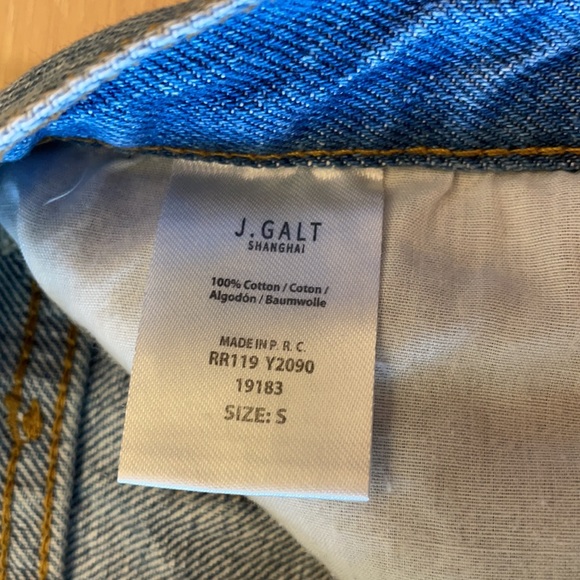 J.GALT
SHANGHAI
100% Cotton / Coton /
Algodón / Baumwolle
MADE IN P. R. C.
RR119 Y2090
19183
SIZE: S